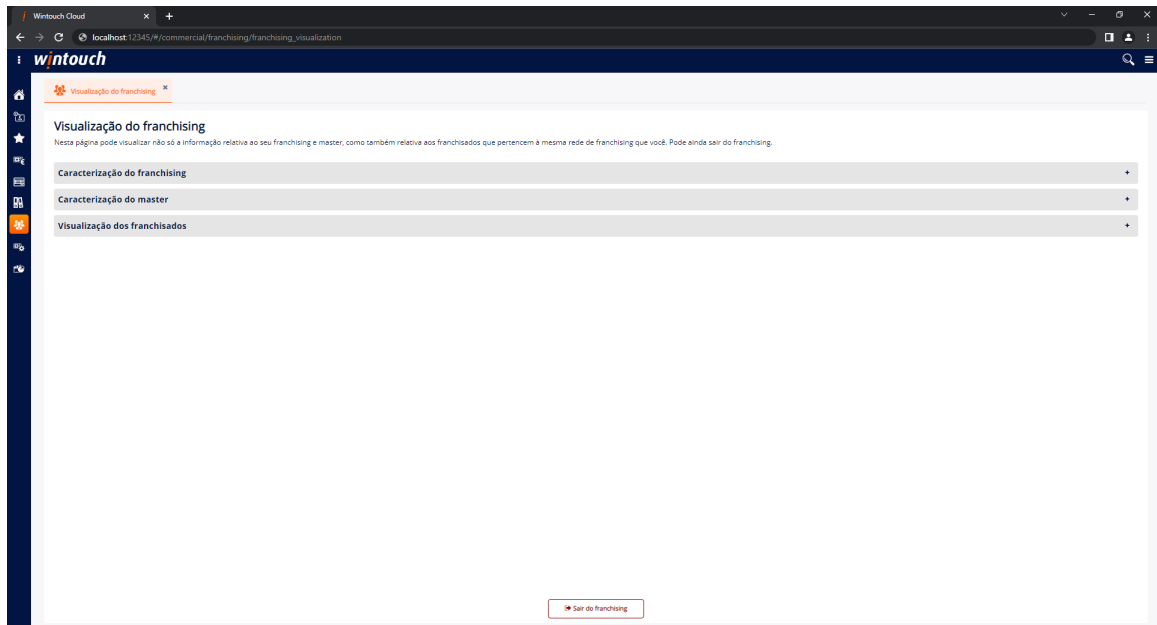 Wintouch Cloud
localhost:12345/#/commercial/franchising/franchising_visualization
wintouch
Visualização do franchising
Visualização do franchising
Nesta página pode visualizar não só a informação relativa ao seu franchising e master, como também relativa aos franchisados que pertencem à mesma rede de franchising que você. Pode ainda sair do franchising.
Caracterização do franchising
Caracterização do master
Visualização dos franchisados
Sair do franchising